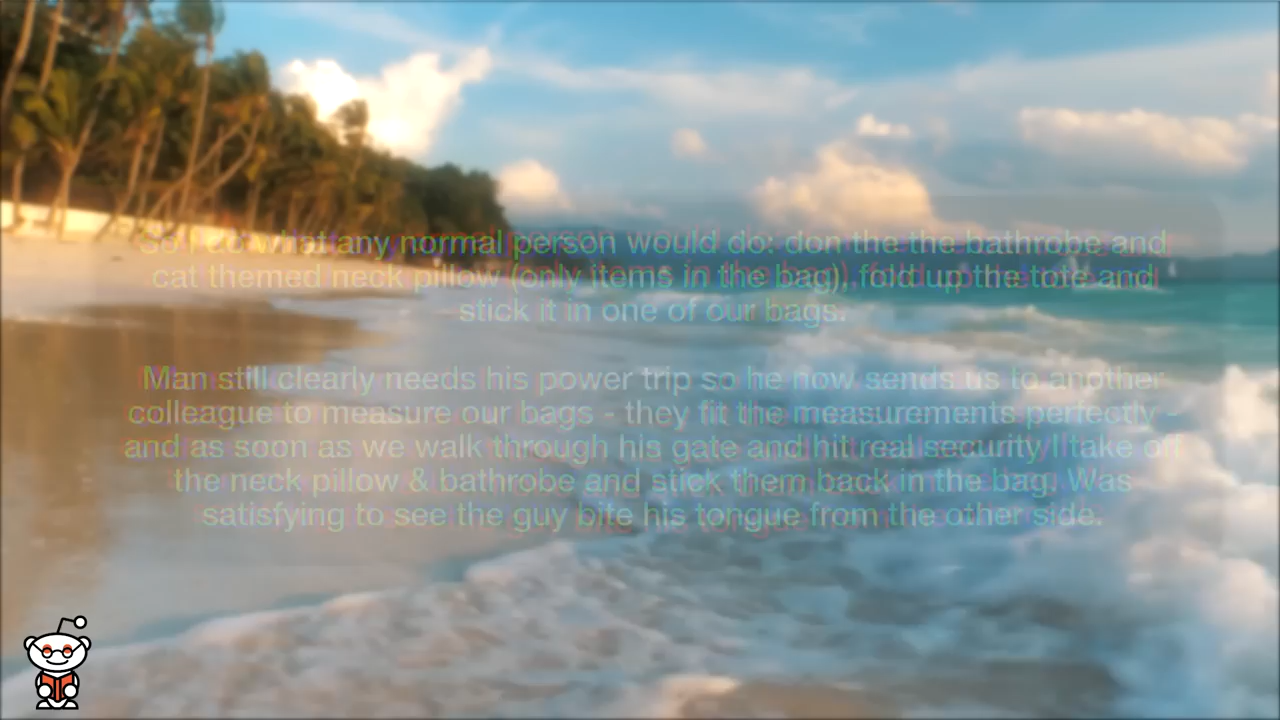 So I do what any normal person would do: don the the bathrobe and
cat themed neck pillow (only items in the bag), fold up the tote and
stick it in one of our bags.
Man still clearly needs his power trip so he now sends us to another
colleague to measure our bags - they fit the measurements perfectly -
and as soon as we walk through his gate and hit real security I take off
the neck pillow & bathrobe and stick them back in the bag. Was
satisfying to see the guy bite his tongue from the other side.